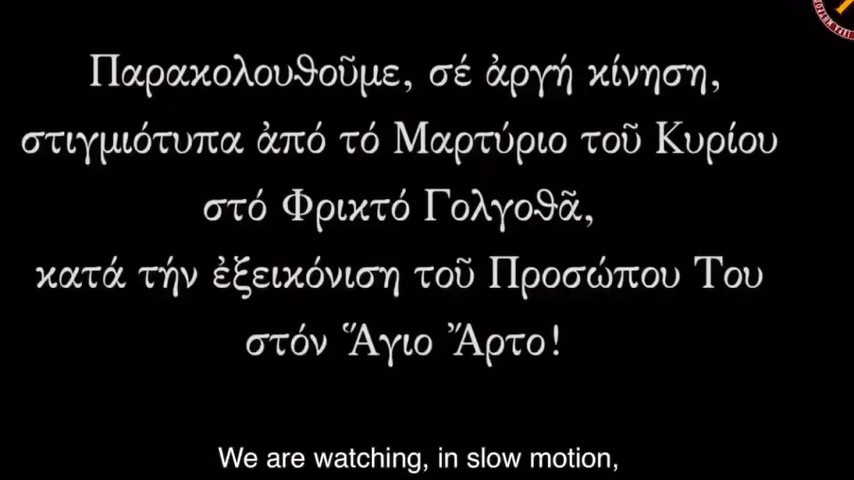 Παρακολουθοῦμε, σέ ἀργή κίνηση,
στιγμιότυπα ἀπό τό Μαρτύριο τοῦ Κυρίου
στό Φρικτό Γολγοθᾶ,
κατά τήν ἐξεικόνιση τοῦ Προσώπου Του
στόν Ἅγιο Ἄρτο!
We are watching, in slow motion,